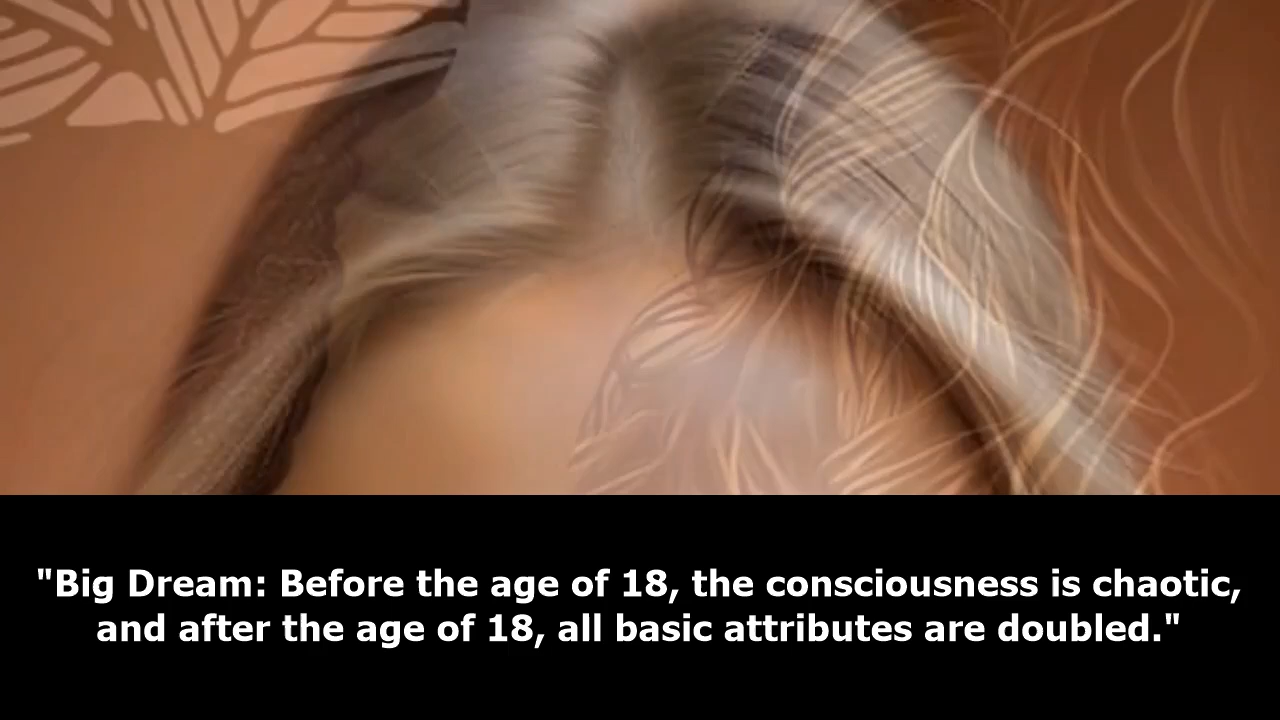 "Big Dream: Before the age of 18, the consciousness is chaotic,
and after the age of 18, all basic attributes are doubled."